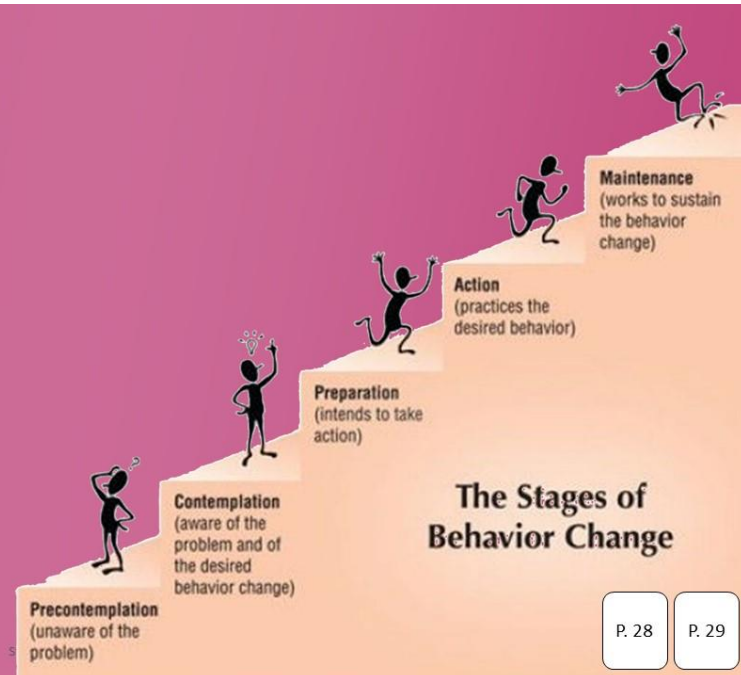 Maintenance
(works to sustain
the behavior
change)
Action
(practices the
desired behavior)
Preparation
(intends to take
action)
Contemplation
(aware of the
problem and of
the desired
behavior change)
Precontemplation
(unaware of the
problem)
The Stages of
Behavior Change
P. 28
P. 29
?
S